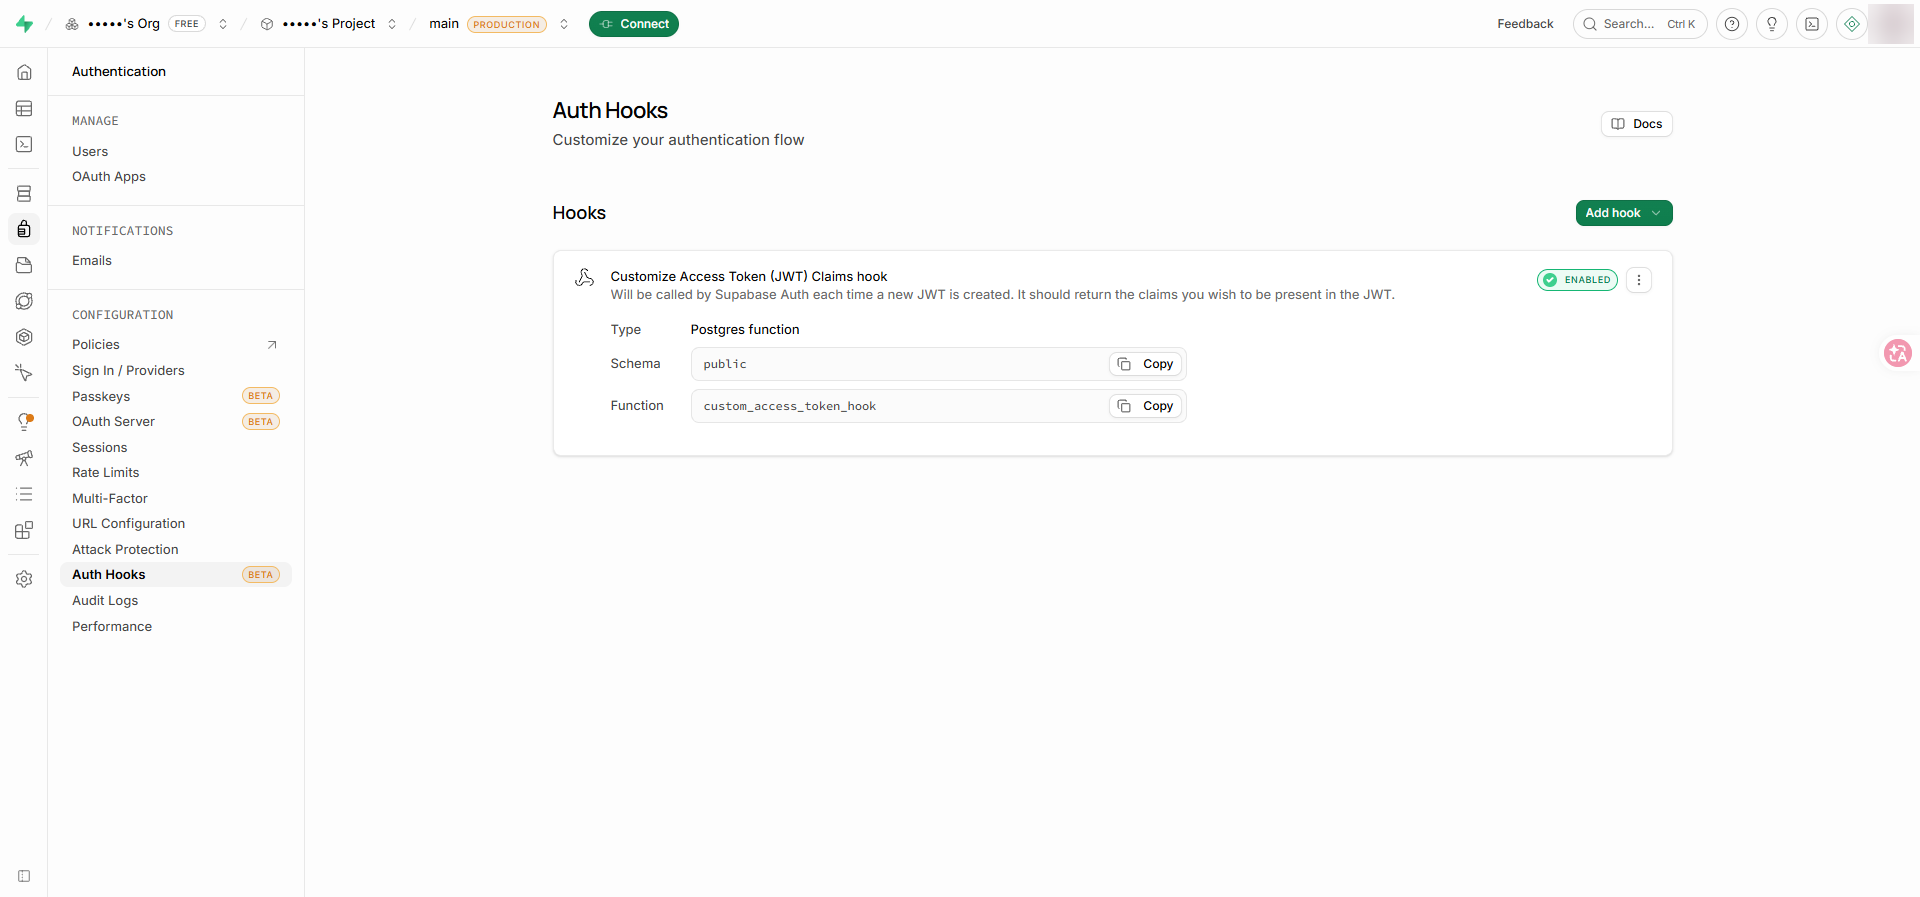 •••••'s Org FREE •••••'s Project main PRODUCTION Connect Feedback Search... Ctrl K
Authentication
MANAGE
Users
OAuth Apps
NOTIFICATIONS
Emails
CONFIGURATION
Policies
Sign In / Providers
Passkeys BETA
OAuth Server BETA
Sessions
Rate Limits
Multi-Factor
URL Configuration
Attack Protection
Auth Hooks BETA
Audit Logs
Performance
Auth Hooks
Customize your authentication flow
Docs
Hooks
Add hook
Customize Access Token (JWT) Claims hook
Will be called by Supabase Auth each time a new JWT is created. It should return the claims you wish to be present in the JWT.
ENABLED
Type Postgres function
Schema public Copy
Function custom_access_token_hook Copy